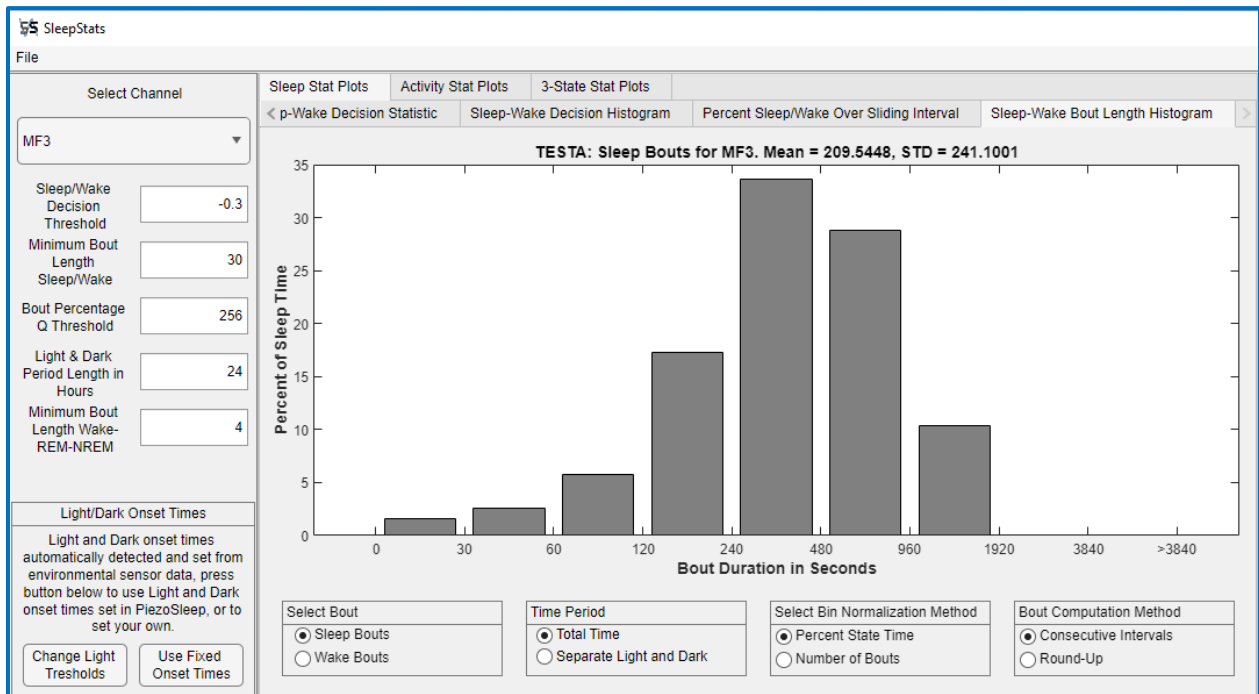 SleepStats
File
Select Channel
MF3
Sleep/Wake
Decision
Threshold
-0.3
Minimum Bout
Length
Sleep/Wake
30
Bout Percentage
Q Threshold
256
Light & Dark
Period Length in
Hours
24
Minimum Bout
Length Wake-
REM-NREM
4
Light/Dark Onset Times
Light and Dark onset times
automatically detected and set from
environmental sensor data, press
button below to use Light and Dark
onset times set in PiezoSleep, or to
set your own.
Change Light
Tresholds
Use Fixed
Onset Times
Sleep Stat Plots
Activity Stat Plots
3-State Stat Plots
p-Wake Decision Statistic
Sleep-Wake Decision Histogram
Percent Sleep/Wake Over Sliding Interval
Sleep-Wake Bout Length Histogram
TESTA: Sleep Bouts for MF3. Mean = 209.5448, STD = 241.1001
Percent of Sleep Time
35
30
25
20
15
10
5
0
0 30 60 120 240 480 960 1920 3840 >3840
Bout Duration in Seconds
Select Bout
Sleep Bouts
Wake Bouts
Time Period
Total Time
Separate Light and Dark
Select Bin Normalization Method
Percent State Time
Number of Bouts
Bout Computation Method
Consecutive Intervals
Round-Up